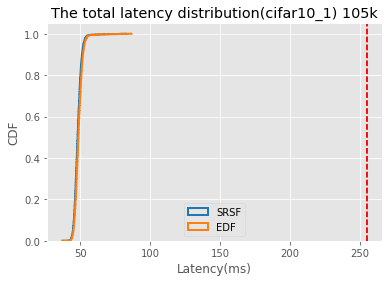 The total latency distribution(cifar10_1) 105k
1.0
0.8
0.6
0.4
0.2
0.0
CDF
SRSF
EDF
50 100 150 200 250
Latency(ms)